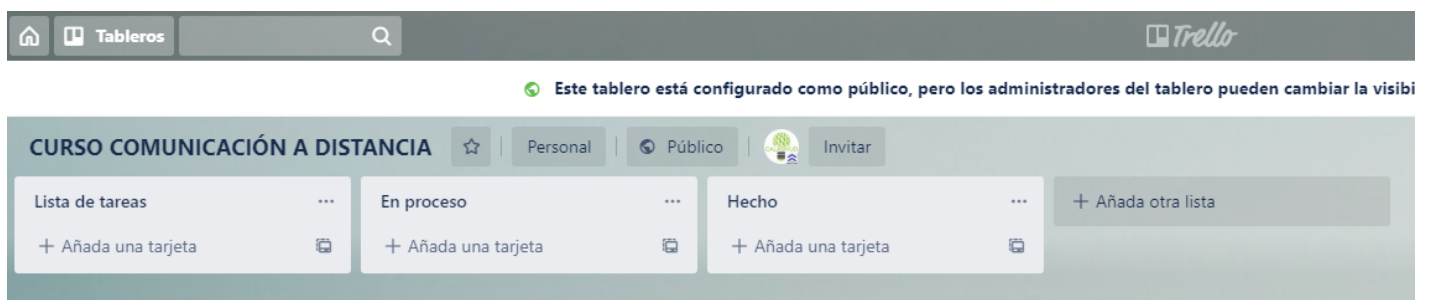 Tableros
Trello
Este tablero está configurado como público, pero los administradores del tablero pueden cambiar la visibi
CURSO COMUNICACIÓN A DISTANCIA Personal Público Invitar
Lista de tareas En proceso Hecho + Añada otra lista
+ Añada una tarjeta + Añada una tarjeta + Añada una tarjeta